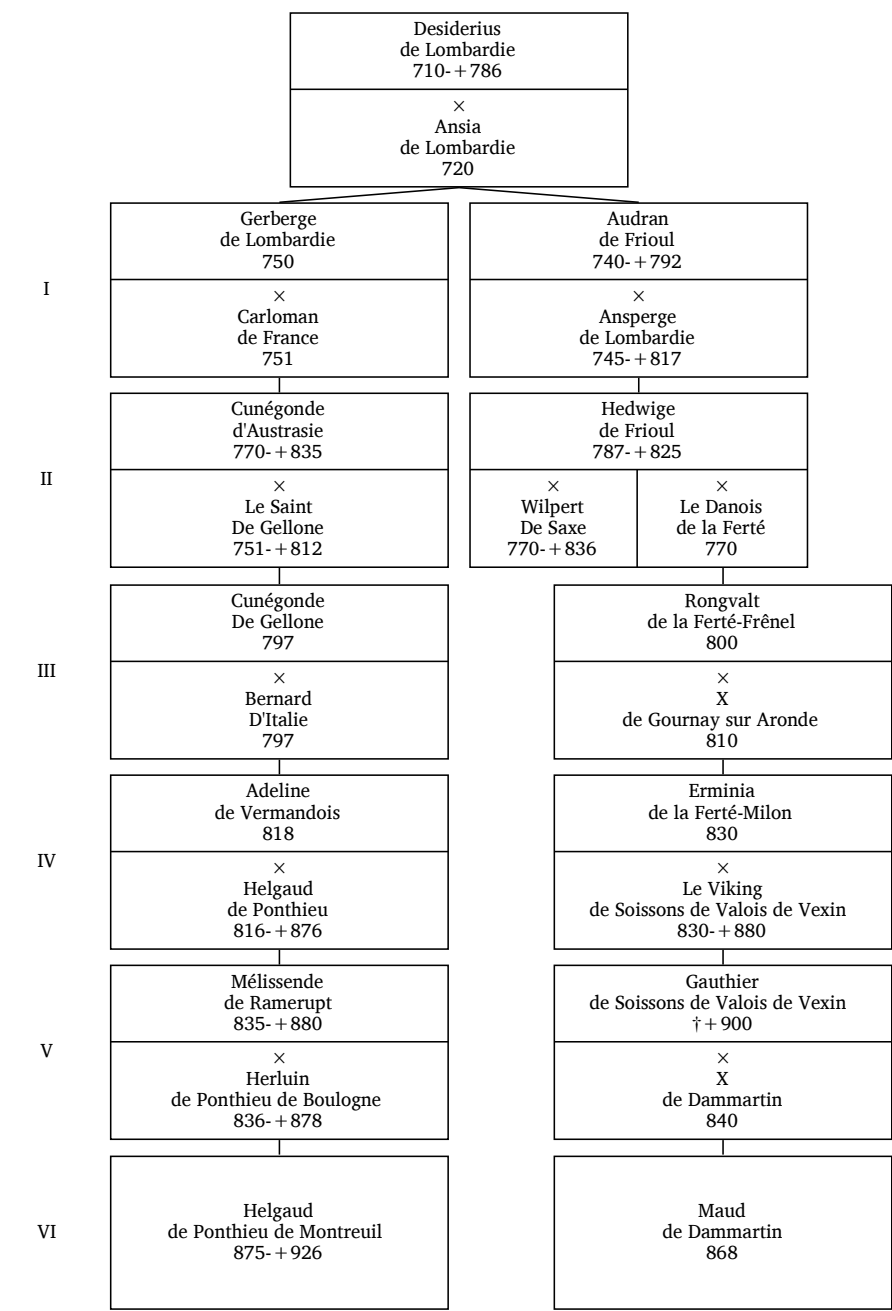 Desiderius
de Lombardie
710-+786
×
Ansia
de Lombardie
720
I
Gerberge
de Lombardie
750
×
Carloman
de France
751
Audran
de Frioul
740-+792
×
Ansperge
de Lombardie
745-+817
II
Cunégonde
d'Austrasie
770-+835
×
Le Saint
De Gellone
751-+812
Hedwige
de Frioul
787-+825
×
Wilpert
De Saxe
770-+836
×
Le Danois
de la Ferté
770
III
Cunégonde
De Gellone
797
×
Bernard
D'Italie
797
Rongvalt
de la Ferté-Frênel
800
×
X
de Gournay sur Aronde
810
IV
Adeline
de Vermandois
818
×
Helgaud
de Ponthieu
816-+876
Erminia
de la Ferté-Milon
830
×
Le Viking
de Soissons de Valois de Vexin
830-+880
V
Mélissende
de Ramerupt
835-+880
×
Herluin
de Ponthieu de Boulogne
836-+878
Gauthier
de Soissons de Valois de Vexin
†+900
×
X
de Dammartin
840
VI
Helgaud
de Ponthieu de Montreuil
875-+926
Maud
de Dammartin
868